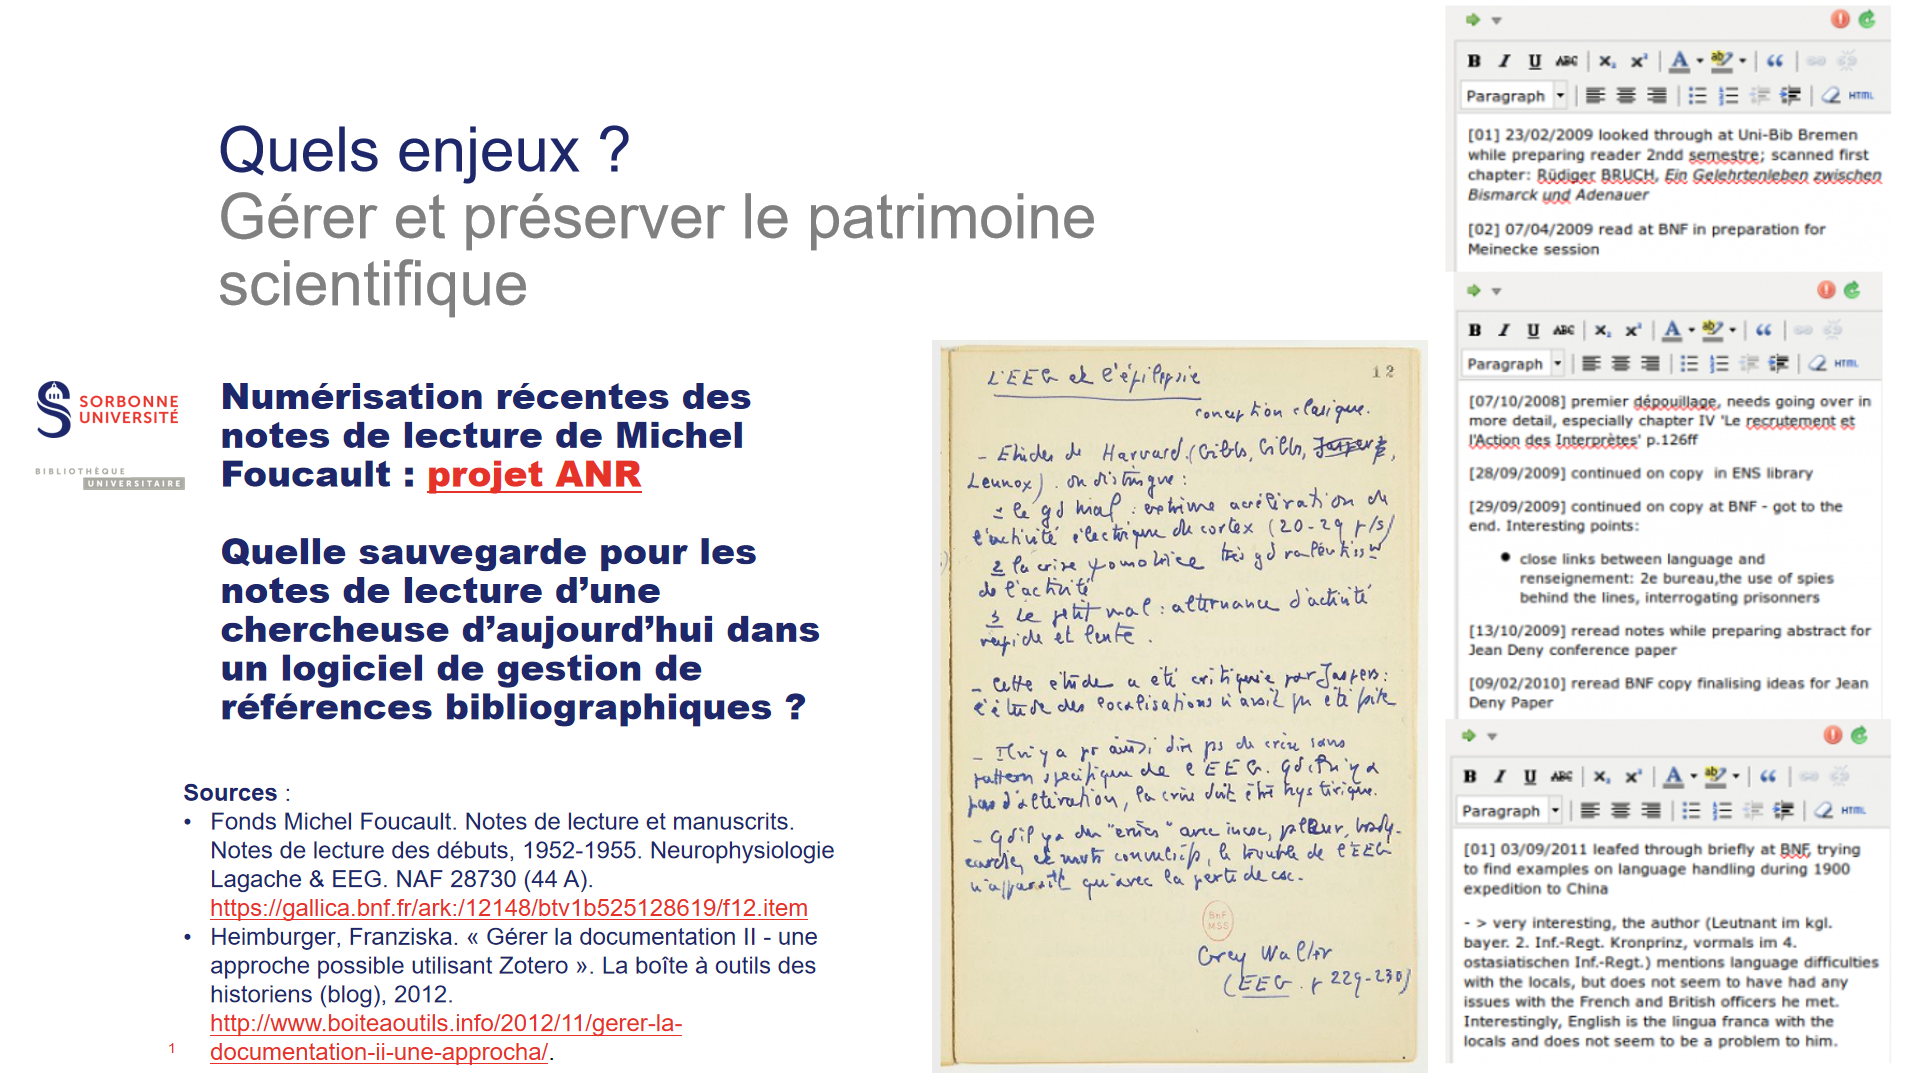 Quels enjeux ?
Gérer et préserver le patrimoine
scientifique
SORBONNE
UNIVERSITÉ
BIBLIOTHÈQUE
UNIVERSITAIRE
Numérisation récentes des
notes de lecture de Michel
Foucault : projet ANR
Quelle sauvegarde pour les
notes de lecture d’une
chercheuse d’aujourd’hui dans
un logiciel de gestion de
références bibliographiques ?
Sources :
• Fonds Michel Foucault. Notes de lecture et manuscrits.
Notes de lecture des débuts, 1952-1955. Neurophysiologie
Lagache & EEG. NAF 28730 (44 A).
https://gallica.bnf.fr/ark:/12148/btv1b525128619/f12.item
• Heimburger, Franziska. « Gérer la documentation II - une
approche possible utilisant Zotero ». La boîte à outils des
historiens (blog), 2012.
http://www.boiteaoutils.info/2012/11/gerer-la-
documentation-ii-une-approcha/.
1
12
L'EEG et l'épilepsie
conception clasique.
- Etudes de Harvard (Gibbs, Gibbs,
Lennox). on distingue :
1 le gd mal : extrême accélération de
l'activité électrique du cortex (20-29 p/s)
2 la crise
de l'activité
3 Le petit mal : alternance d'activité
rapide et lente.
- Cette étude a été critiquée par Jaspers :
l'étude des localisations n'avait pas été faite
- Il n'y a pr ainsi dire ps de crise sans
pattern spécifique de l'EEG. qd il n'y a
pas d'altération, la crise doit être hystérique.
- Qd il y a des "crises" avec
le trouble de l'EEG
n'apparaît qu'avec la perte de csc.
BnF
MSS
Grey Walter
(EEG. p 229-230)
B I U ABC x₂ x² A ab
Paragraph HTML
[01] 23/02/2009 looked through at Uni-Bib Bremen
while preparing reader 2ndd semestre; scanned first
chapter: Rüdiger BRUCH, Ein Gelehrtenleben zwischen
Bismarck und Adenauer
[02] 07/04/2009 read at BNF in preparation for
Meinecke session
B I U ABC x₂ x² A ab
Paragraph HTML
[07/10/2008] premier dépouillage, needs going over in
more detail, especially chapter IV 'Le recrutement et
l'Action des Interprètes' p.126ff
[28/09/2009] continued on copy in ENS library
[29/09/2009] continued on copy at BNF - got to the
end. Interesting points:
• close links between language and
renseignement: 2e bureau,the use of spies
behind the lines, interrogating prisonners
[13/10/2009] reread notes while preparing abstract for
Jean Deny conference paper
[09/02/2010] reread BNF copy finalising ideas for Jean
Deny Paper
B I U ABC x₂ x² A ab
Paragraph HTML
[01] 03/09/2011 leafed through briefly at BNF, trying
to find examples on language handling during 1900
expedition to China
- > very interesting, the author (Leutnant im kgl.
bayer. 2. Inf.-Regt. Kronprinz, vormals im 4.
ostasiatischen Inf.-Regt.) mentions language difficulties
with the locals, but does not seem to have had any
issues with the French and British officers he met.
Interestingly, English is the lingua franca with the
locals and does not seem to be a problem to him.